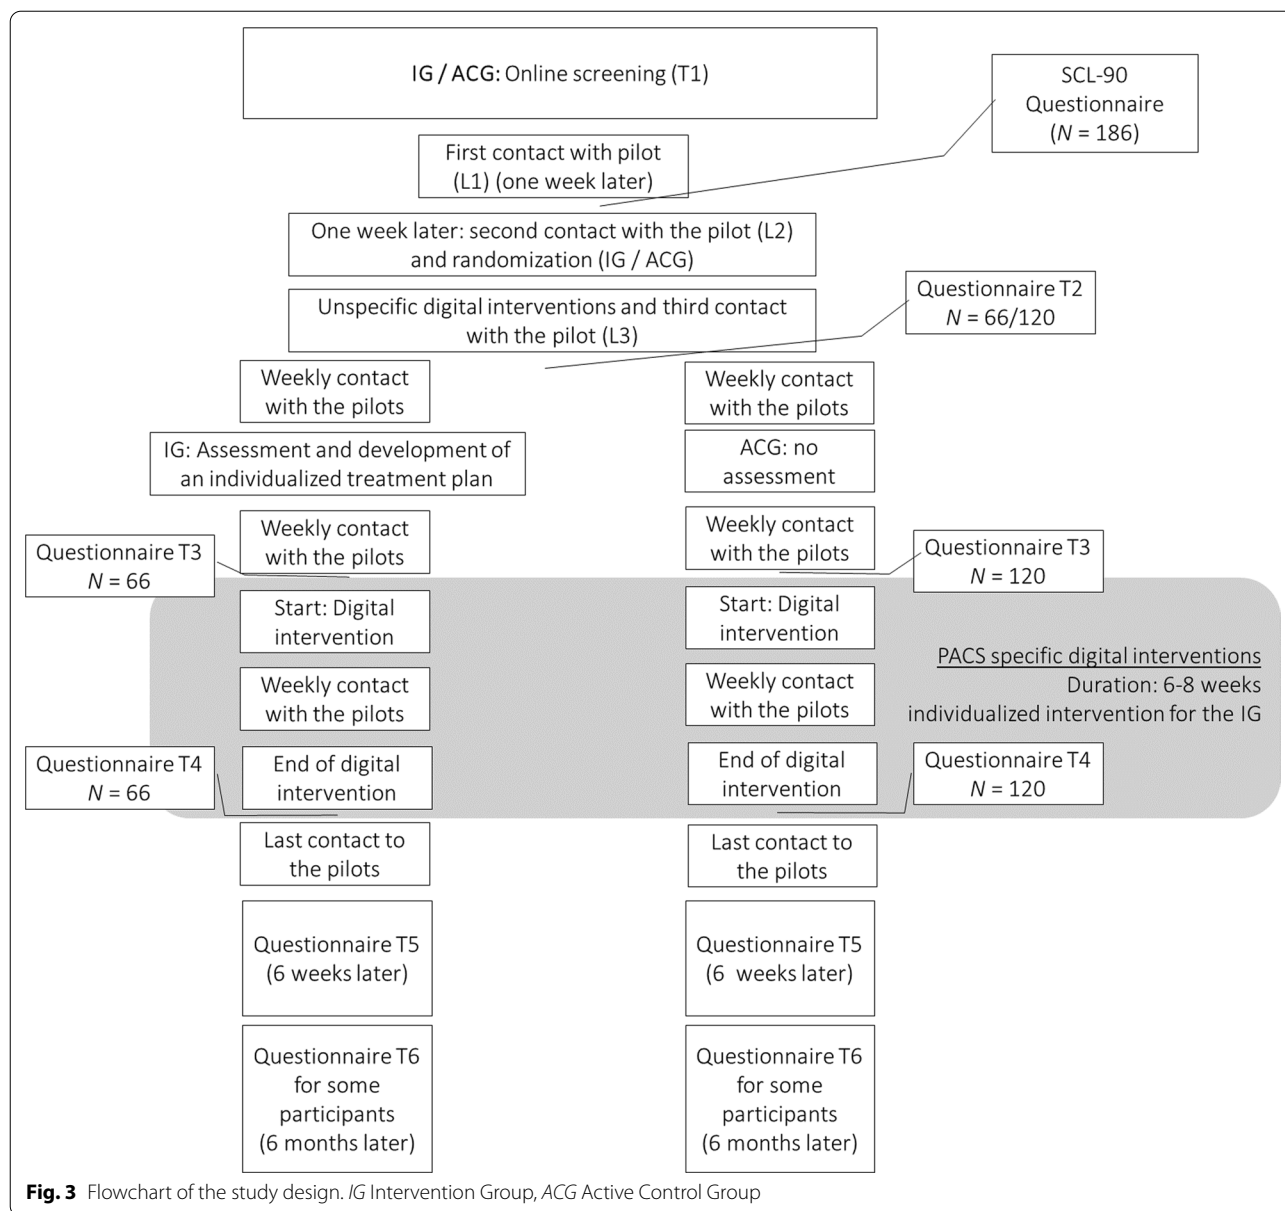 IG / ACG: Online screening (T1)
SCL-90
Questionnaire
(N = 186)
First contact with pilot
(L1) (one week later)
One week later: second contact with the pilot (L2)
and randomization (IG / ACG)
Unspecific digital interventions and third contact
with the pilot (L3)
Questionnaire T2
N = 66/120
Weekly contact
with the pilots
Weekly contact
with the pilots
IG: Assessment and development of
an individualized treatment plan
ACG: no
assessment
Weekly contact
with the pilots
Weekly contact
with the pilots
Questionnaire T3
N = 66
Questionnaire T3
N = 120
Start: Digital
intervention
Start: Digital
intervention
PACS specific digital interventions
Duration: 6-8 weeks
individualized intervention for the IG
Weekly contact
with the pilots
Weekly contact
with the pilots
Questionnaire T4
N = 66
End of digital
intervention
End of digital
intervention
Questionnaire T4
N = 120
Last contact to
the pilots
Last contact to
the pilots
Questionnaire T5
(6 weeks later)
Questionnaire T5
(6 weeks later)
Questionnaire T6
for some
participants
(6 months later)
Questionnaire T6
for some
participants
(6 months later)
Fig. 3 Flowchart of the study design. IG Intervention Group, ACG Active Control Group